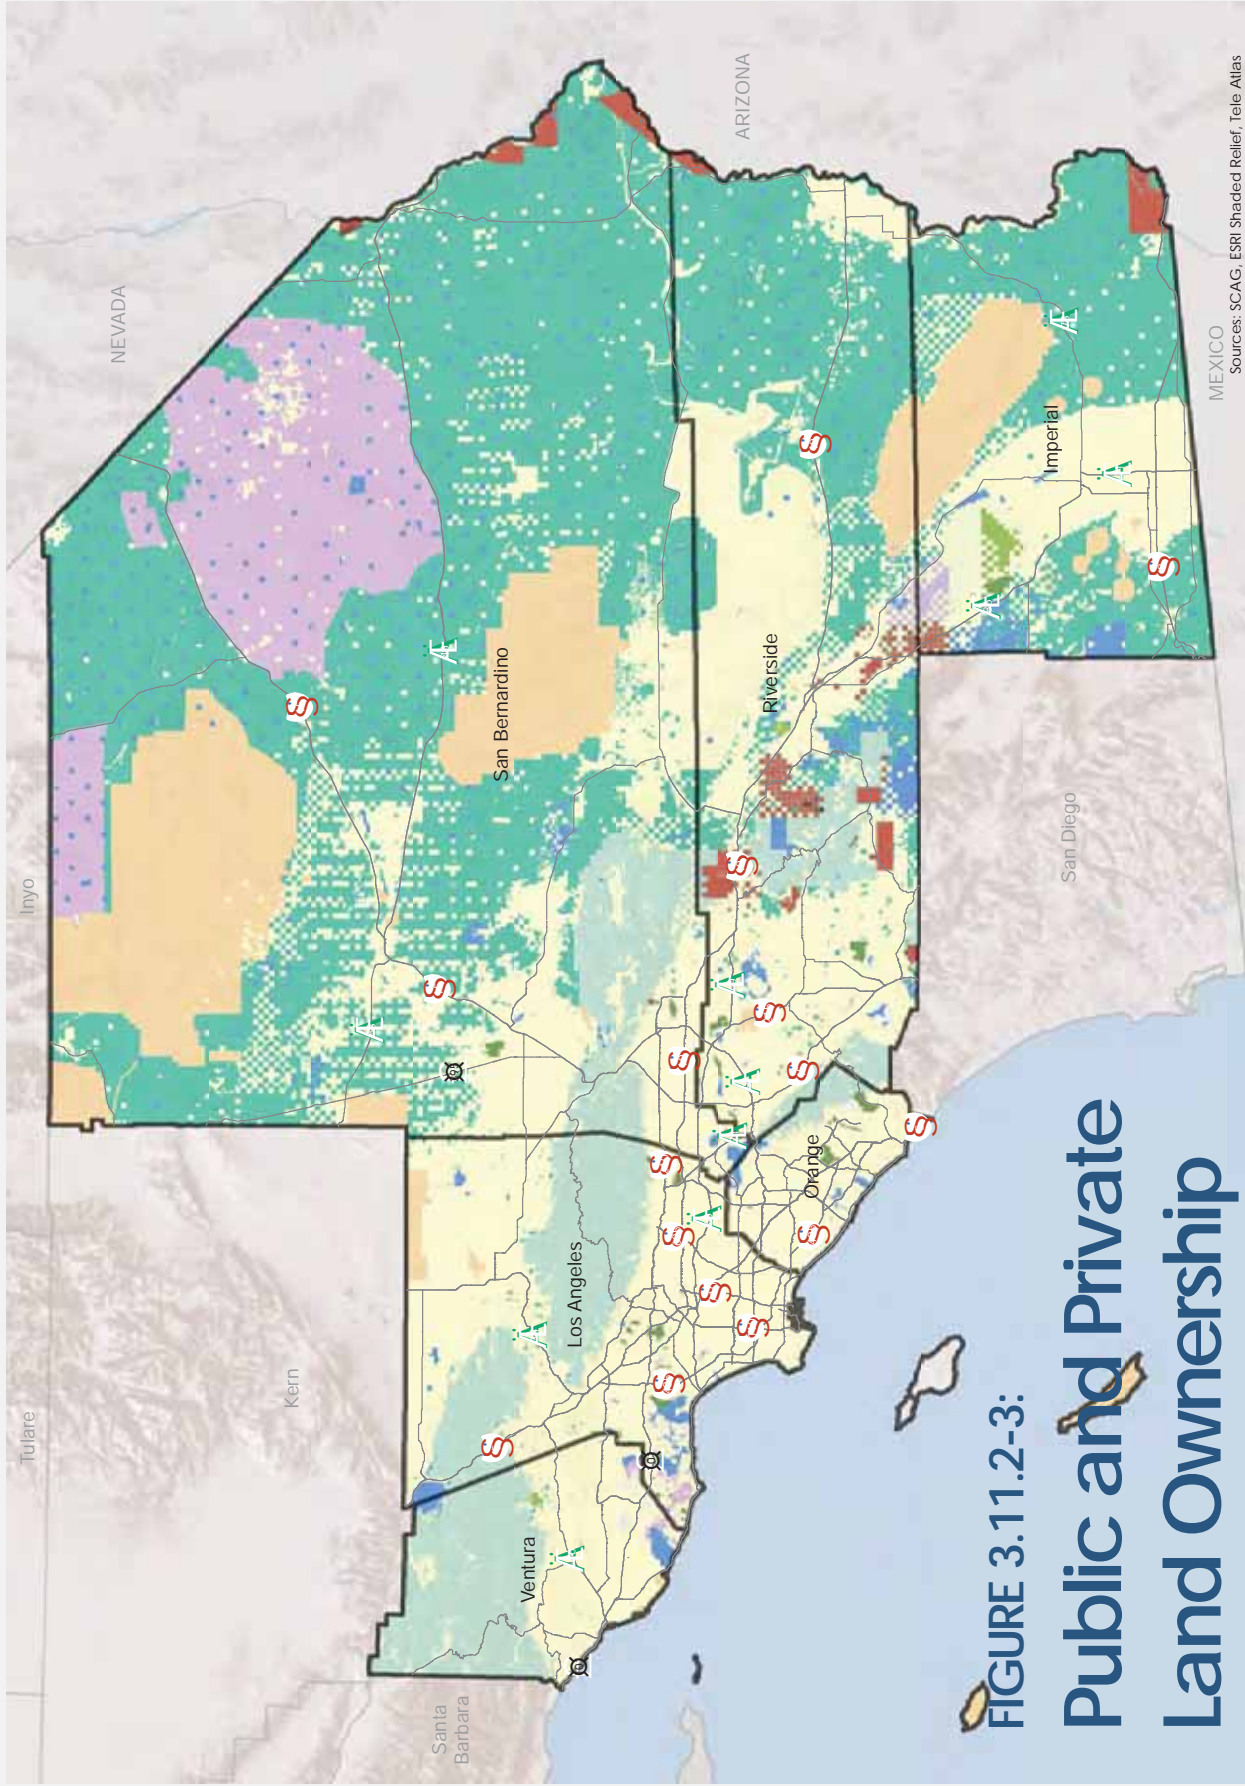 Tulare
Inyo
NEVADA
Kern
ARIZONA
Santa
Barbara
San Bernardino
Ventura
Los Angeles
Riverside
Orange
Imperial
San Diego
MEXICO
FIGURE 3.11.2-3:
Public and Private
Land Ownership
Sources: SCAG, ESRI Shaded Relief, Tele Atlas